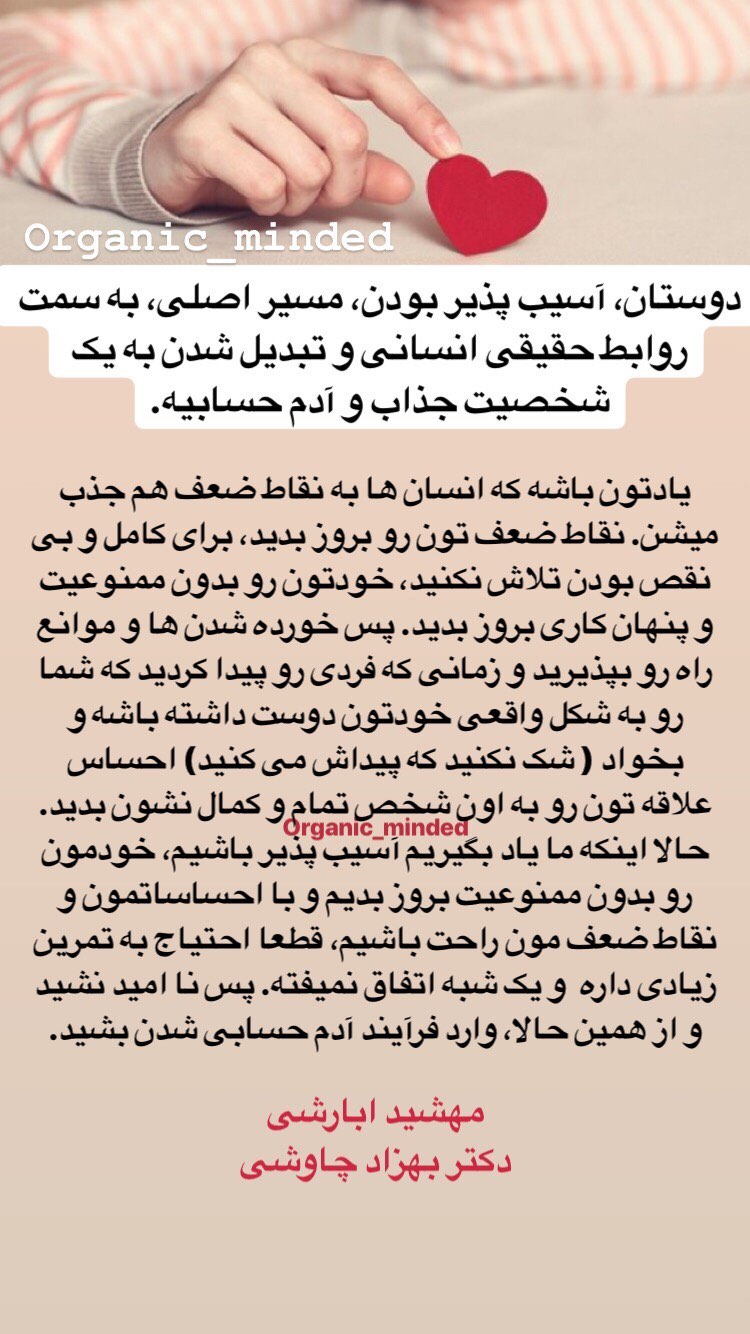 Organic_minded
دوستان، آسیب پذیر بودن، مسیر اصلی، به سمت
روابط حقیقی انسانی و تبدیل شدن به یک
شخصیت جذاب و آدم حسابیه.
یادتون باشه که انسان ها به نقاط ضعف هم جذب
میشن. نقاط ضعف تون رو بروز بدید، برای کامل و بی
نقص بودن تلاش نکنید، خودتون رو بدون ممنوعیت
و پنهان کاری بروز بدید. پس خورده شدن ها و موانع
راه رو بپذیرید و زمانی که فردی رو پیدا کردید که شما
رو به شکل واقعی خودتون دوست داشته باشه و
بخواد ( شک نکنید که پیداش می کنید) احساس
علاقه تون رو به اون شخص تمام و کمال نشون بدید.
Organic_minded
حالا اینکه ما یاد بگیریم آسیب پذیر باشیم، خودمون
رو بدون ممنوعیت بروز بدیم و با احساساتمون و
نقاط ضعف مون راحت باشیم، قطعا احتیاج به تمرین
زیادی داره و یک شبه اتفاق نمیفته. پس نا امید نشید
و از همین حالا، وارد فرآیند آدم حسابی شدن بشید.
مهشید ابارشی
دکتر بهزاد چاوشی